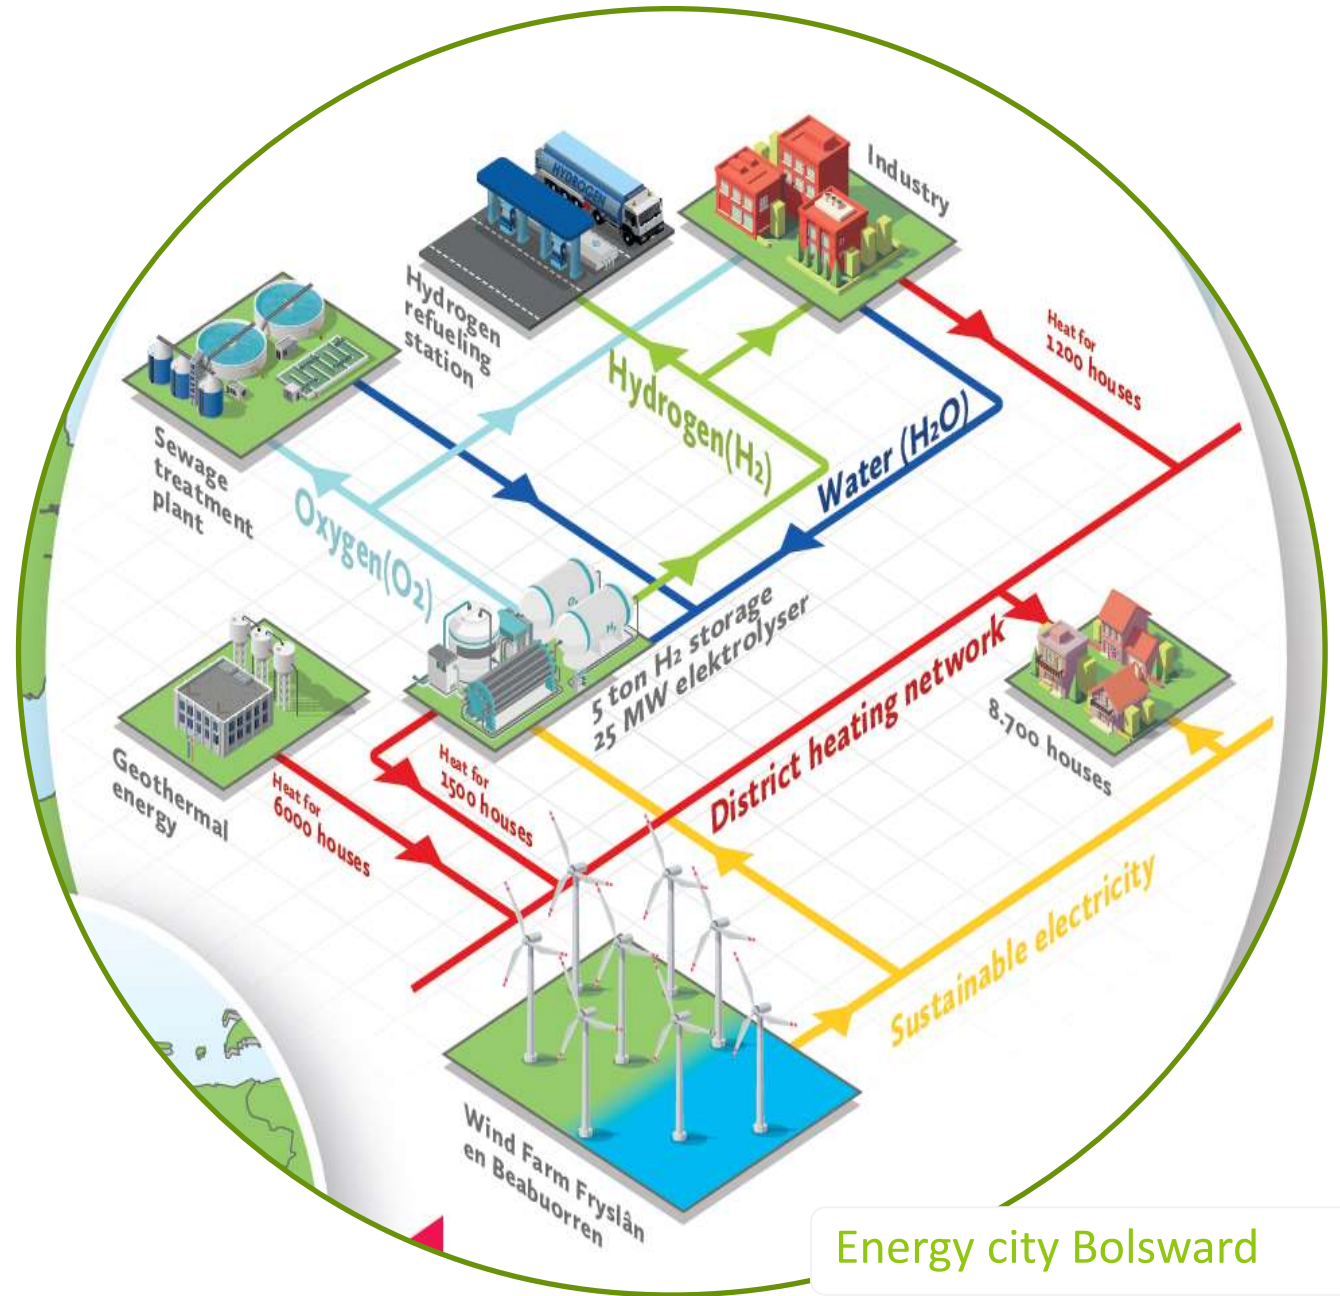 HYDROGEN
Industry
Hydrogen
refueling
station
Heat for
1200 houses
Hydrogen(H₂)
Water (H₂O)
Sewage
treatment
plant
Oxygen(O₂)
5 ton H₂ storage
25 MW elektrolyser
District heating network
8.700 houses
Geothermal
energy
Heat for
6000 houses
Heat for
1500 houses
Sustainable electricity
Wind Farm Fryslân
en Beabuorren
Energy city Bolsward